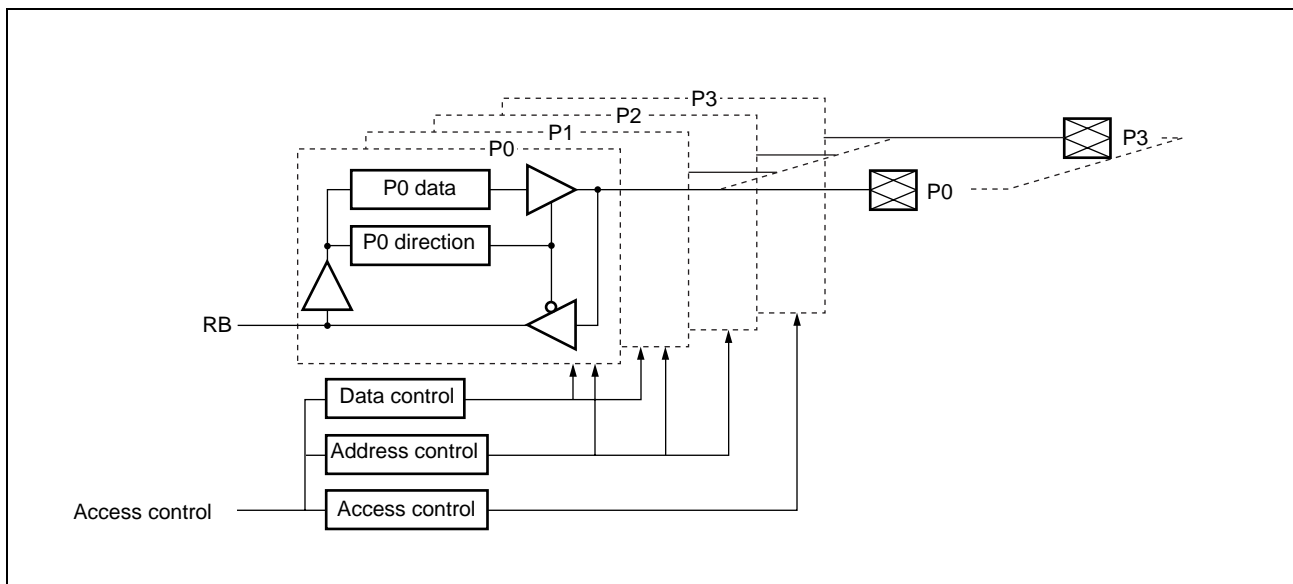 P3
P2
P1
P0
P3
P0 data
P0
P0 direction
RB
Data control
Address control
Access control
Access control